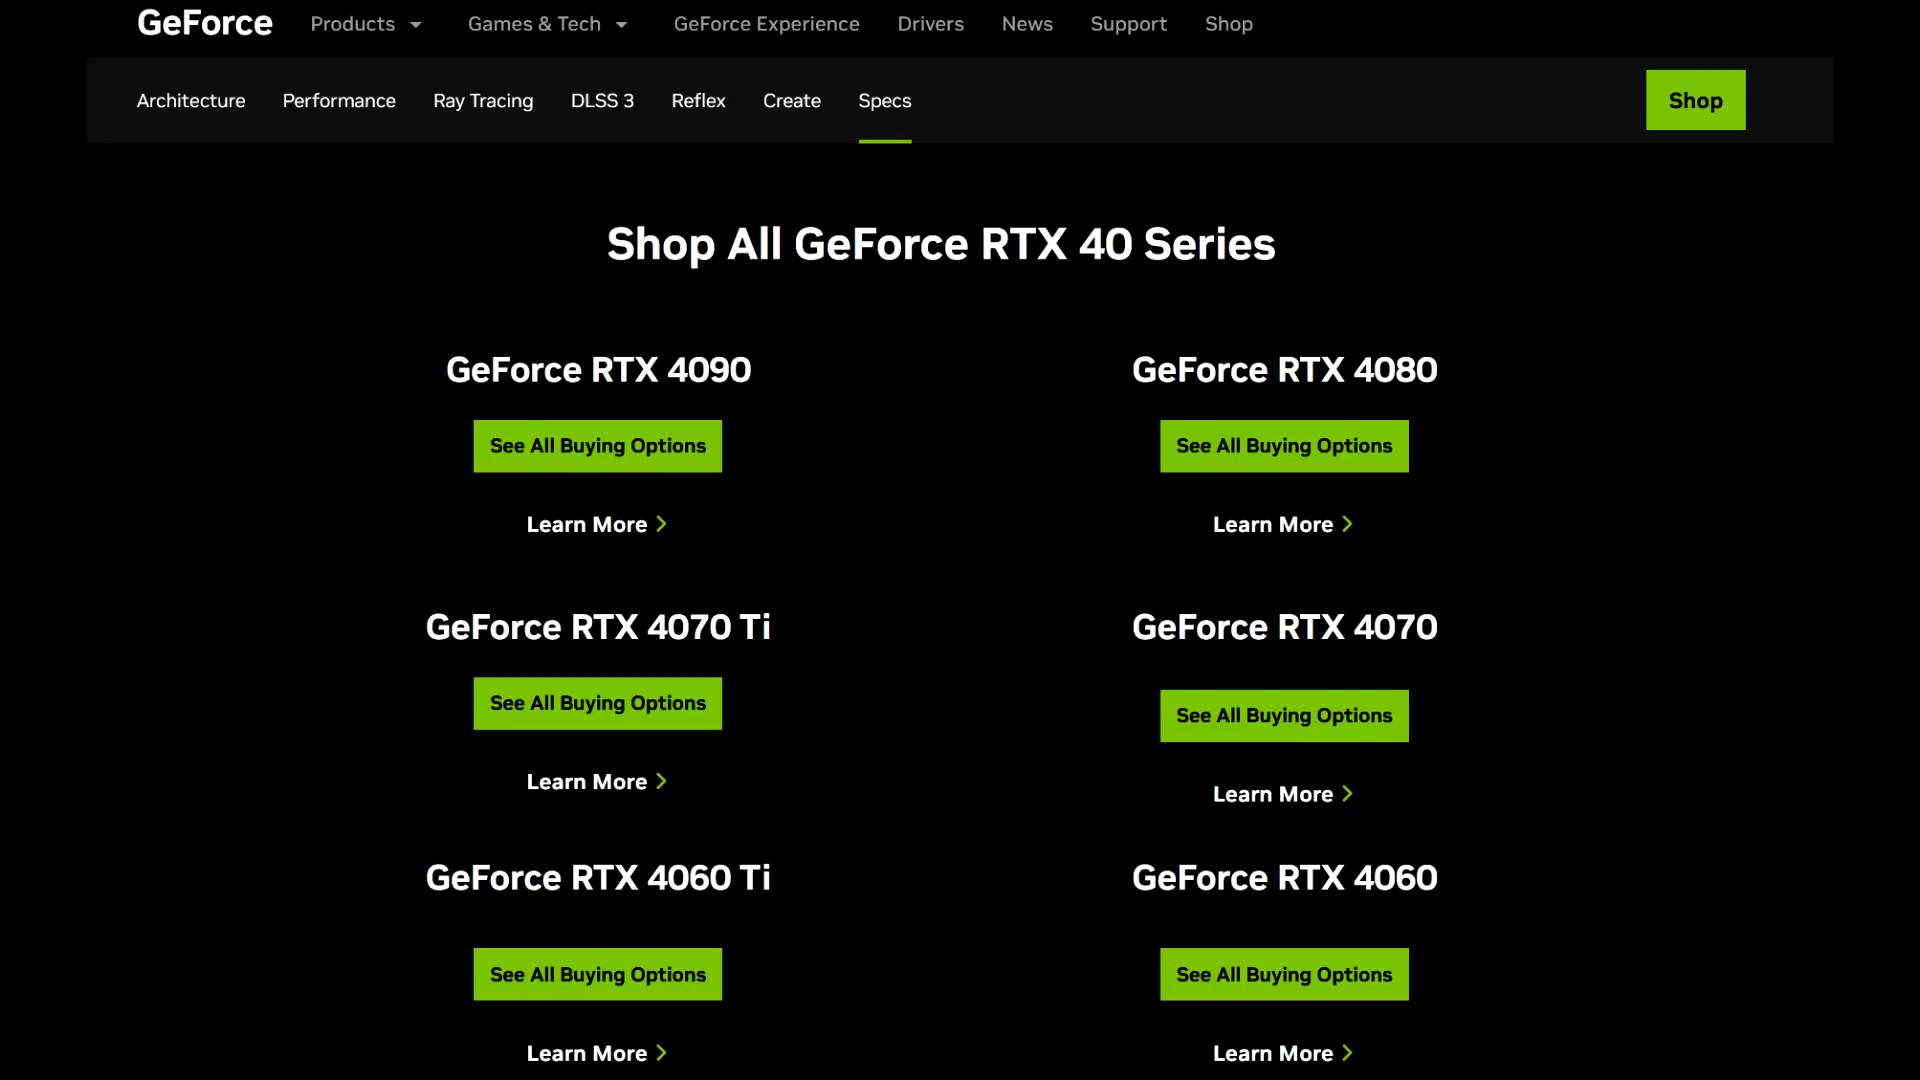 GeForce Products Games & Tech GeForce Experience Drivers News Support Shop
Architecture Performance Ray Tracing DLSS 3 Reflex Create Specs Shop
Shop All GeForce RTX 40 Series
GeForce RTX 4090
See All Buying Options
Learn More
GeForce RTX 4080
See All Buying Options
Learn More
GeForce RTX 4070 Ti
See All Buying Options
Learn More
GeForce RTX 4070
See All Buying Options
Learn More
GeForce RTX 4060 Ti
See All Buying Options
Learn More
GeForce RTX 4060
See All Buying Options
Learn More